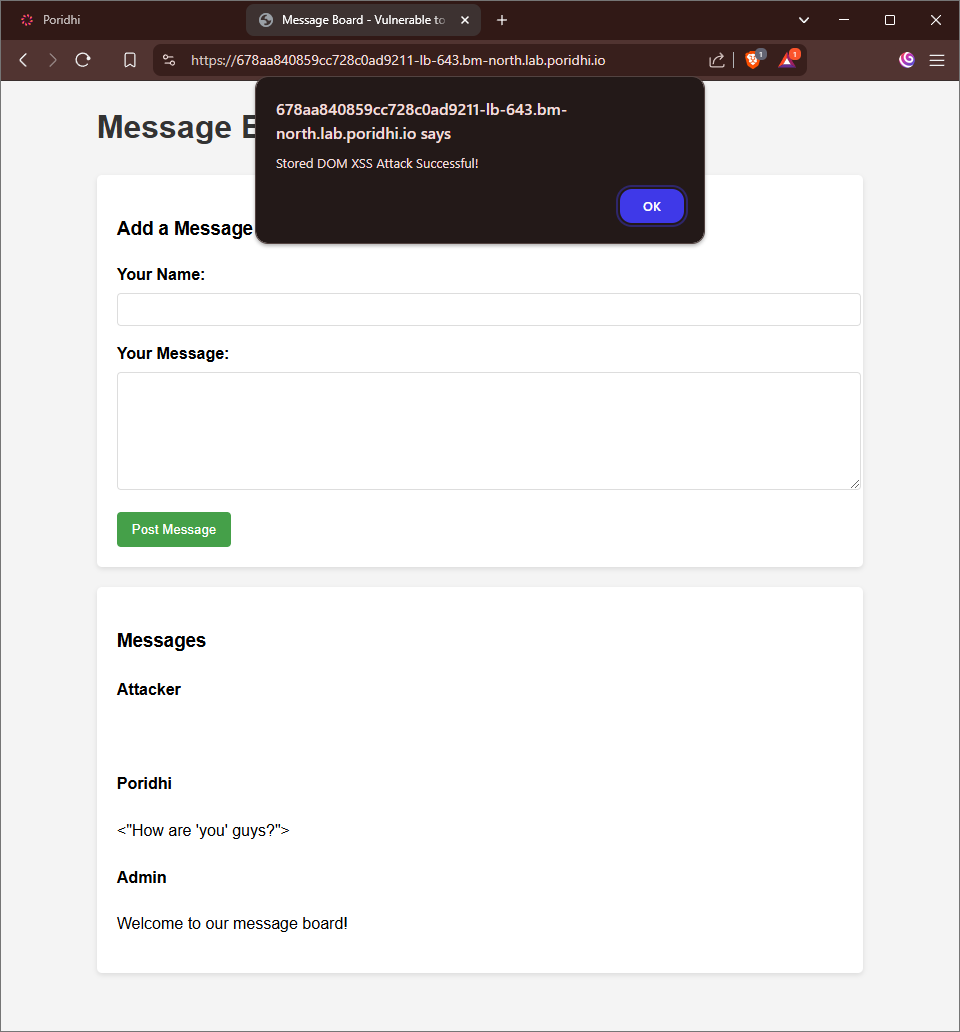 Poridhi
Message Board - Vulnerable to
https://678aa840859cc728c0ad9211-lb-643.bm-north.lab.poridhi.io
1
1
678aa840859cc728c0ad9211-lb-643.bm-
north.lab.poridhi.io says
Stored DOM XSS Attack Successful!
OK
Message B
Add a Message
Your Name:
Your Message:
Post Message
Messages
Attacker
Poridhi
<"How are 'you' guys?">
Admin
Welcome to our message board!